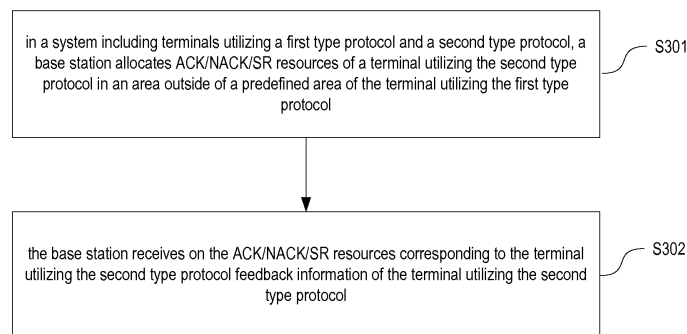 in a system including terminals utilizing a first type protocol and a second type protocol, a
base station allocates ACK/NACK/SR resources of a terminal utilizing the second type
protocol in an area outside of a predefined area of the terminal utilizing the first type
protocol
S301
the base station receives on the ACK/NACK/SR resources corresponding to the terminal
utilizing the second type protocol feedback information of the terminal utilizing the second
type protocol
S302